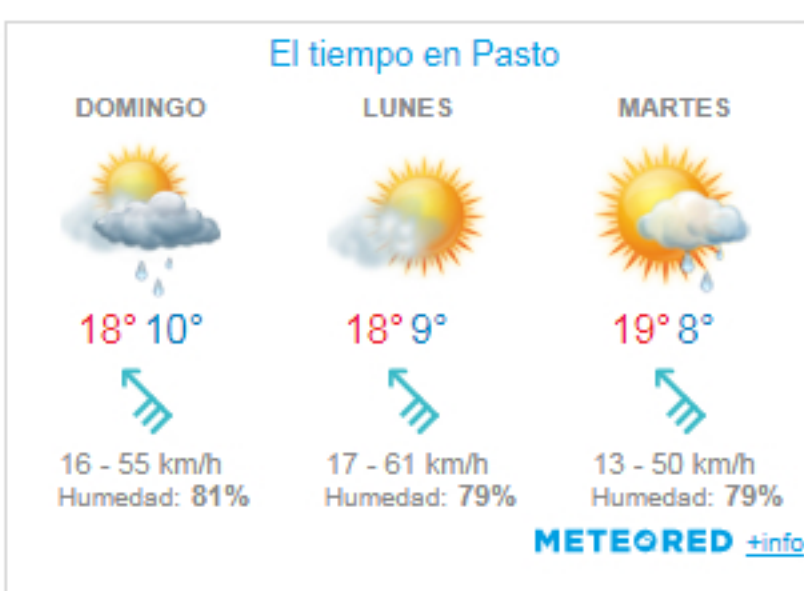 El tiempo en Pasto
DOMINGO LUNES MARTES
18° 10° 18° 9° 19° 8°
16 - 55 km/h 17 - 61 km/h 13 - 50 km/h
Humedad: 81% Humedad: 79% Humedad: 79%
METEORED +info